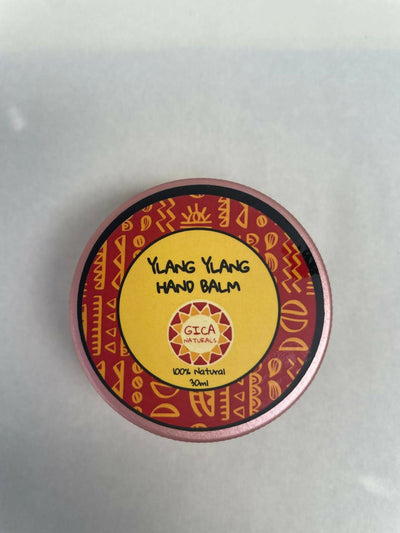 YLANG YLANG
HAND BALM
GICA
NATURALS
100% Natural
30ml